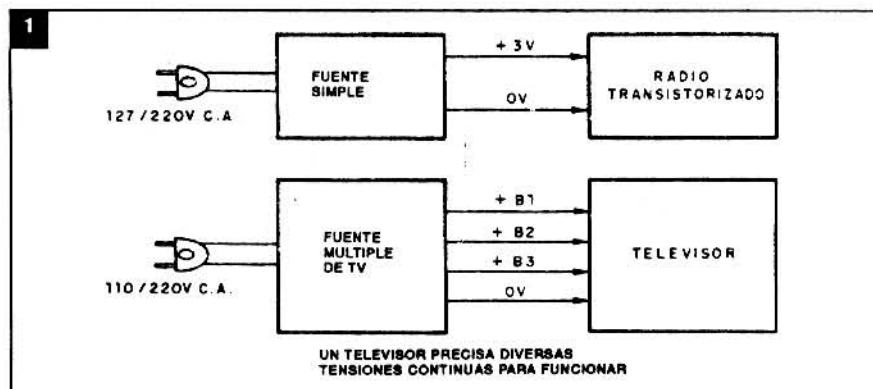 1
127/220V C.A
FUENTE
SIMPLE
+ 3V
0V
RADIO
TRANSISTORIZADO
110/220V C.A.
FUENTE
MULTIPLE
DE TV
+ B1
+ B2
+ B3
0V
TELEVISOR
UN TELEVISOR PRECISA DIVERSAS
TENSIONES CONTINUAS PARA FUNCIONAR